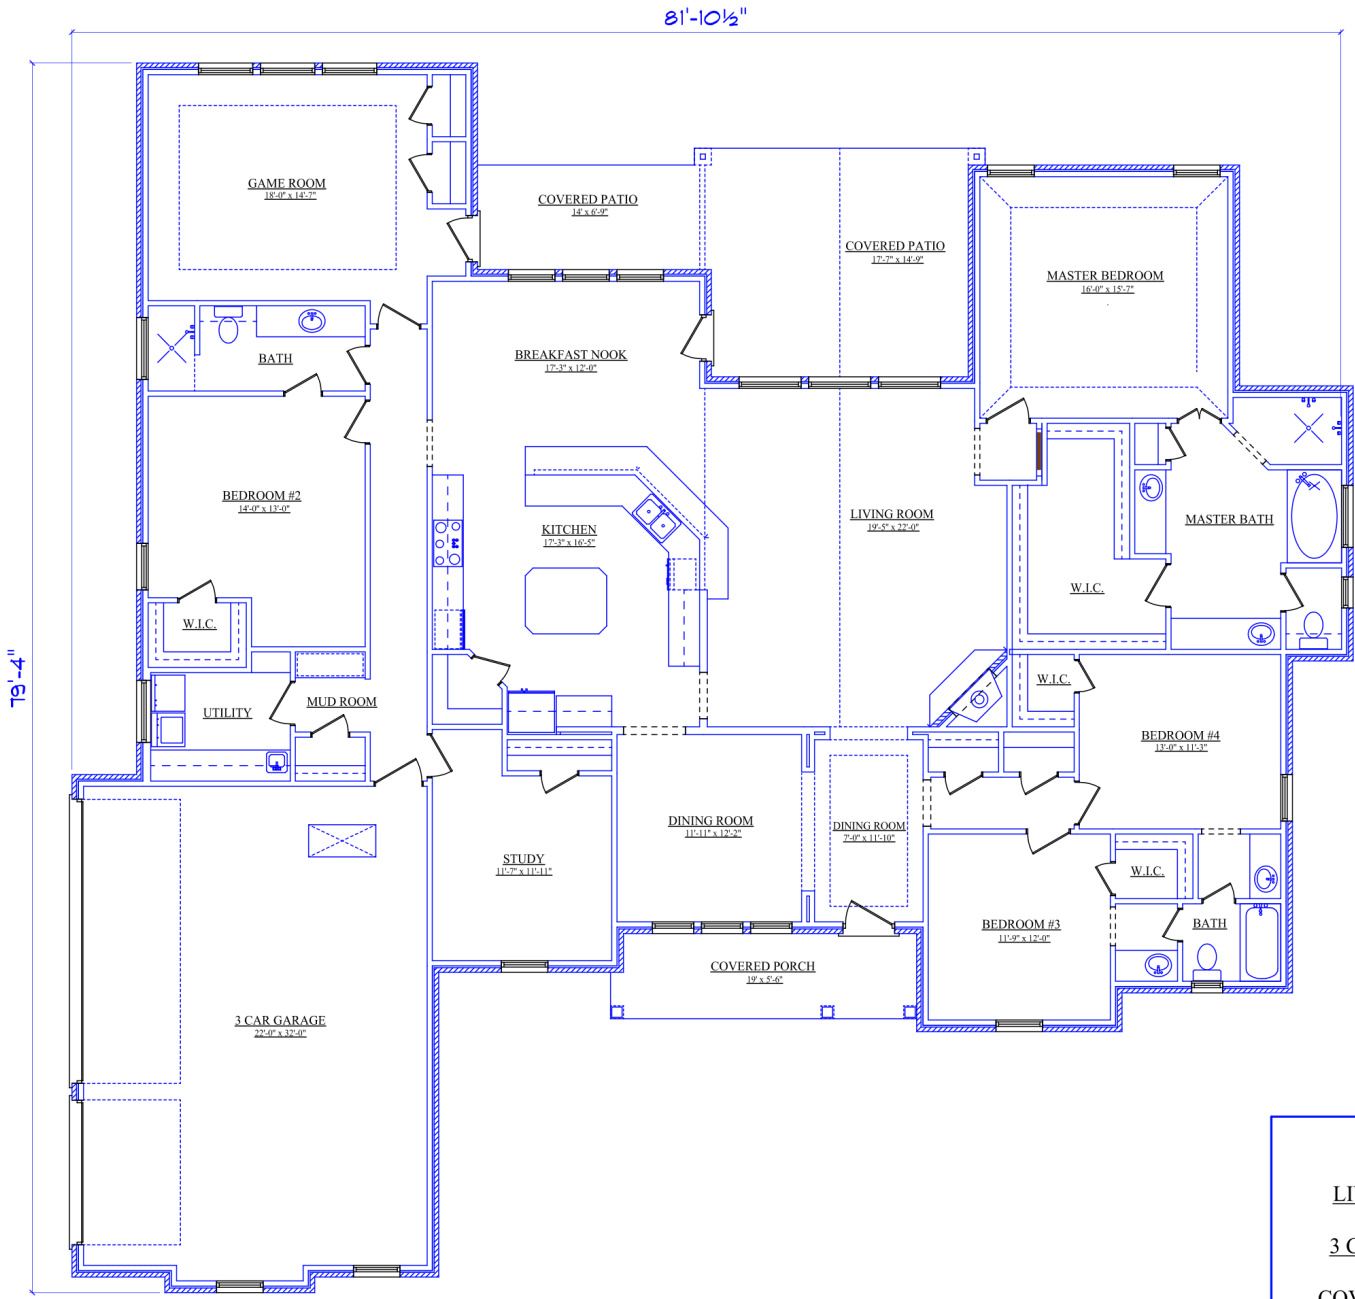 81'-10½"
79'-4"
GAME ROOM
18'-0" x 14'-7"
COVERED PATIO
14' x 6'-9"
COVERED PATIO
17'-7" x 14'-9"
MASTER BEDROOM
16'-0" x 15'-7"
BATH
BREAKFAST NOOK
17'-3" x 12'-0"
BEDROOM #2
14'-0" x 13'-0"
KITCHEN
17'-3" x 16'-5"
LIVING ROOM
19'-5" x 22'-0"
MASTER BATH
W.I.C.
W.I.C.
W.I.C.
UTILITY
MUD ROOM
BEDROOM #4
13'-0" x 11'-3"
DINING ROOM
11'-11" x 12'-2"
DINING ROOM
7'-0" x 11'-10"
STUDY
11'-7" x 11'-11"
W.I.C.
BEDROOM #3
11'-9" x 12'-0"
BATH
COVERED PORCH
19' x 5'-6"
3 CAR GARAGE
22'-0" x 32'-0"
3